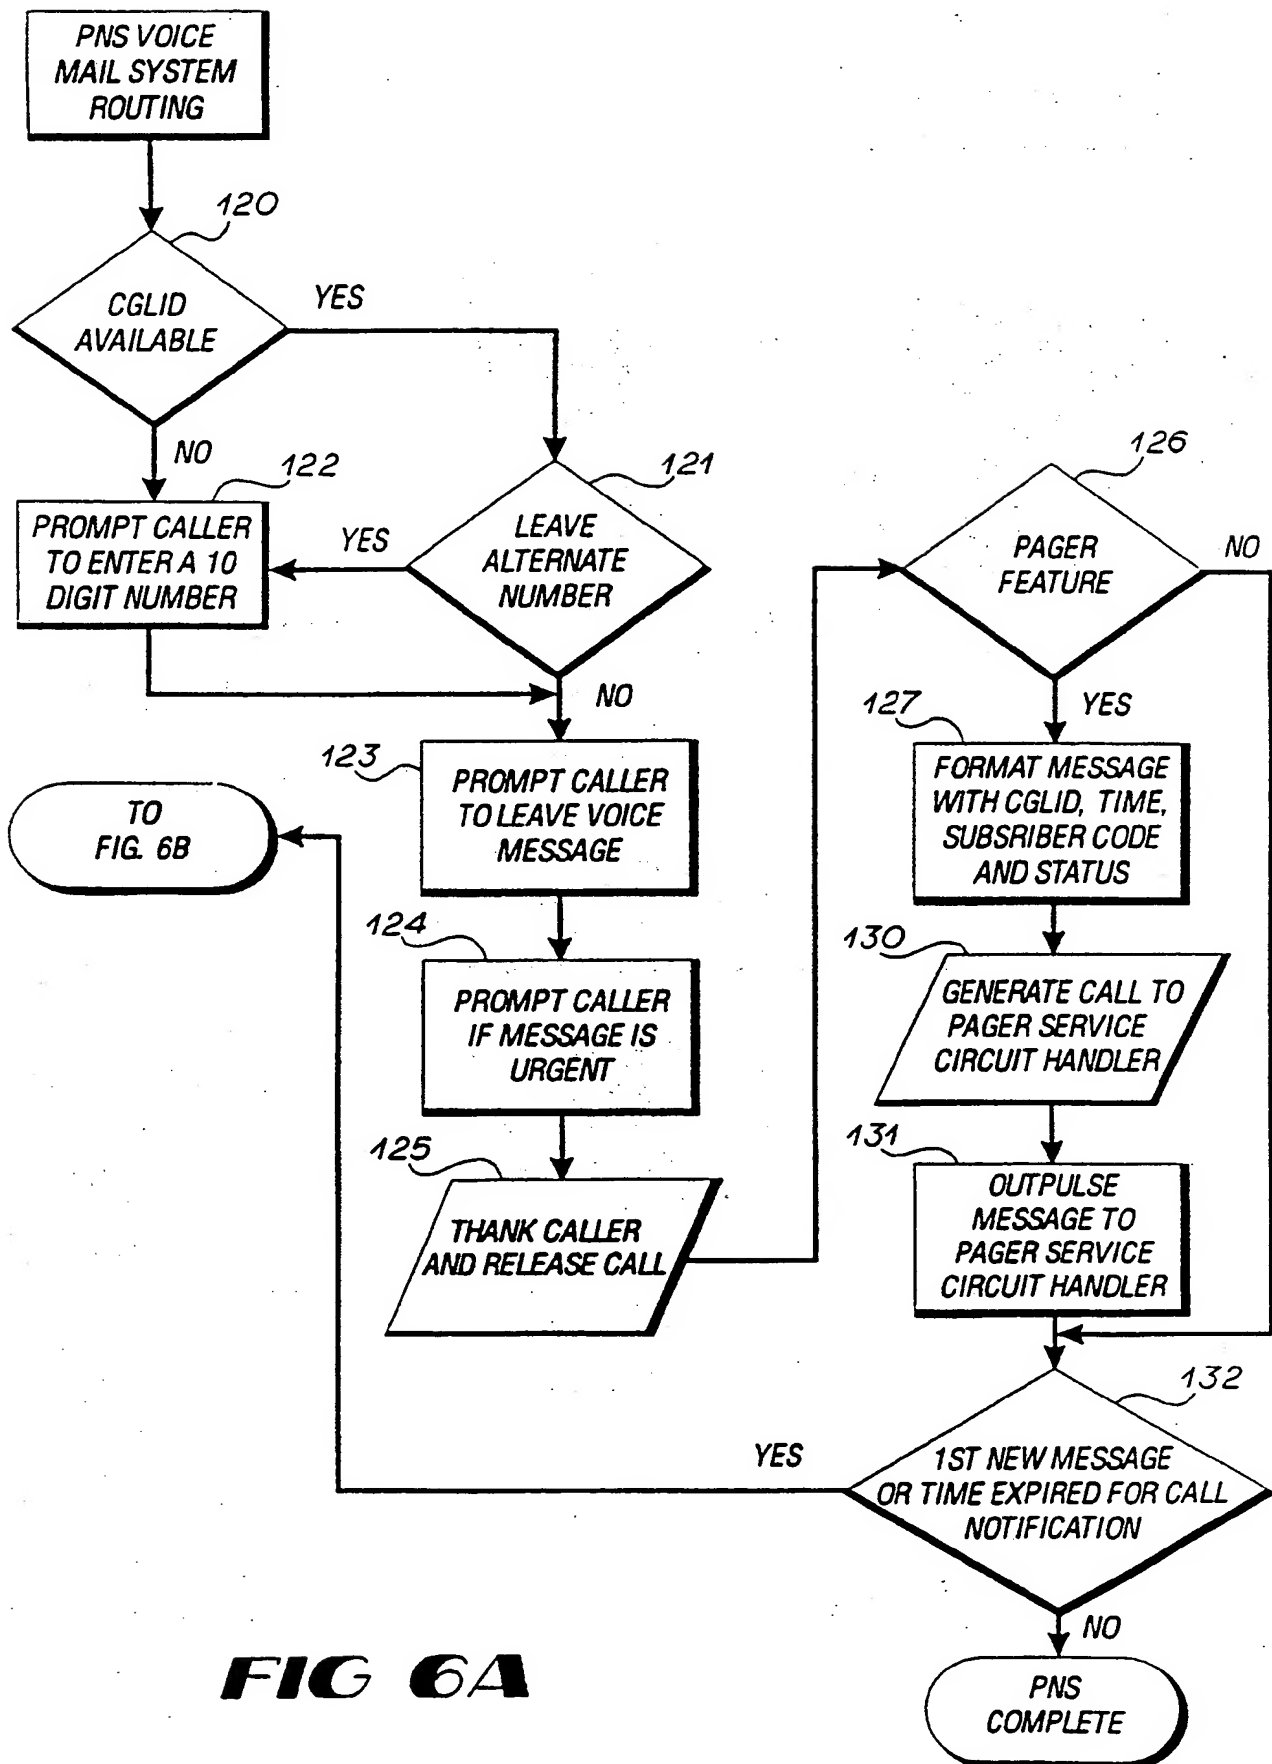 PNS VOICE
MAIL SYSTEM
ROUTING
120
CGLID
AVAILABLE
YES
NO
122
PROMPT CALLER
TO ENTER A 10
DIGIT NUMBER
YES
121
LEAVE
ALTERNATE
NUMBER
NO
123
PROMPT CALLER
TO LEAVE VOICE
MESSAGE
TO
FIG. 6B
124
PROMPT CALLER
IF MESSAGE IS
URGENT
125
THANK CALLER
AND RELEASE CALL
126
PAGER
FEATURE
NO
YES
127
FORMAT MESSAGE
WITH CGLID, TIME,
SUBSRIBER CODE
AND STATUS
130
GENERATE CALL TO
PAGER SERVICE
CIRCUIT HANDLER
131
OUTPULSE
MESSAGE TO
PAGER SERVICE
CIRCUIT HANDLER
132
1ST NEW MESSAGE
OR TIME EXPIRED FOR CALL
NOTIFICATION
YES
NO
PNS
COMPLETE
FIG 6A